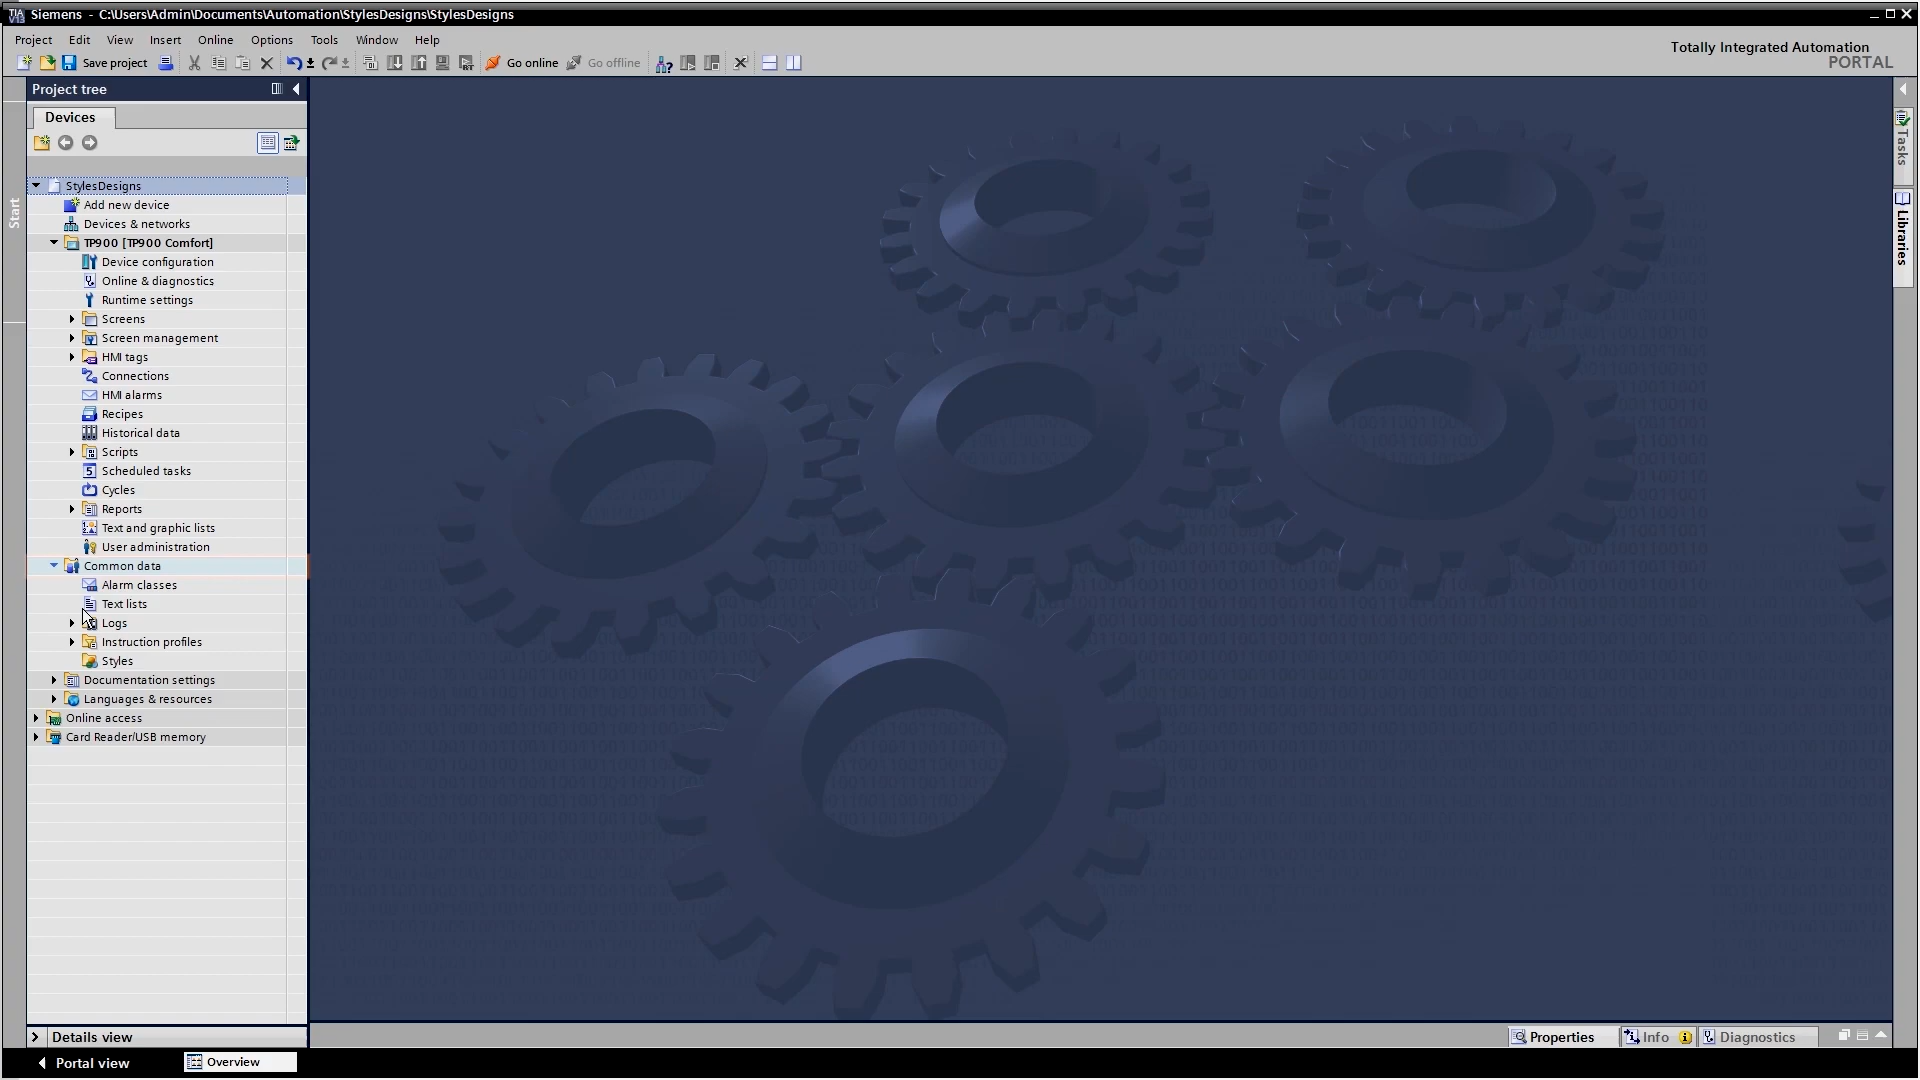 TIA V13 Siemens - C:\Users\Admin\Documents\Automation\StylesDesigns\StylesDesigns
Project Edit View Insert Online Options Tools Window Help
Totally Integrated Automation
PORTAL
Save project Go online Go offline
Project tree
Devices
StylesDesigns
Add new device
Devices & networks
TP900 [TP900 Comfort]
Device configuration
Online & diagnostics
Runtime settings
Screens
Screen management
HMI tags
Connections
HMI alarms
Recipes
Historical data
Scripts
Scheduled tasks
Cycles
Reports
Text and graphic lists
User administration
Common data
Alarm classes
Text lists
Logs
Instruction profiles
Styles
Documentation settings
Languages & resources
Online access
Card Reader/USB memory
Start
Tasks
Libraries
Details view
Properties Info Diagnostics
Portal view Overview